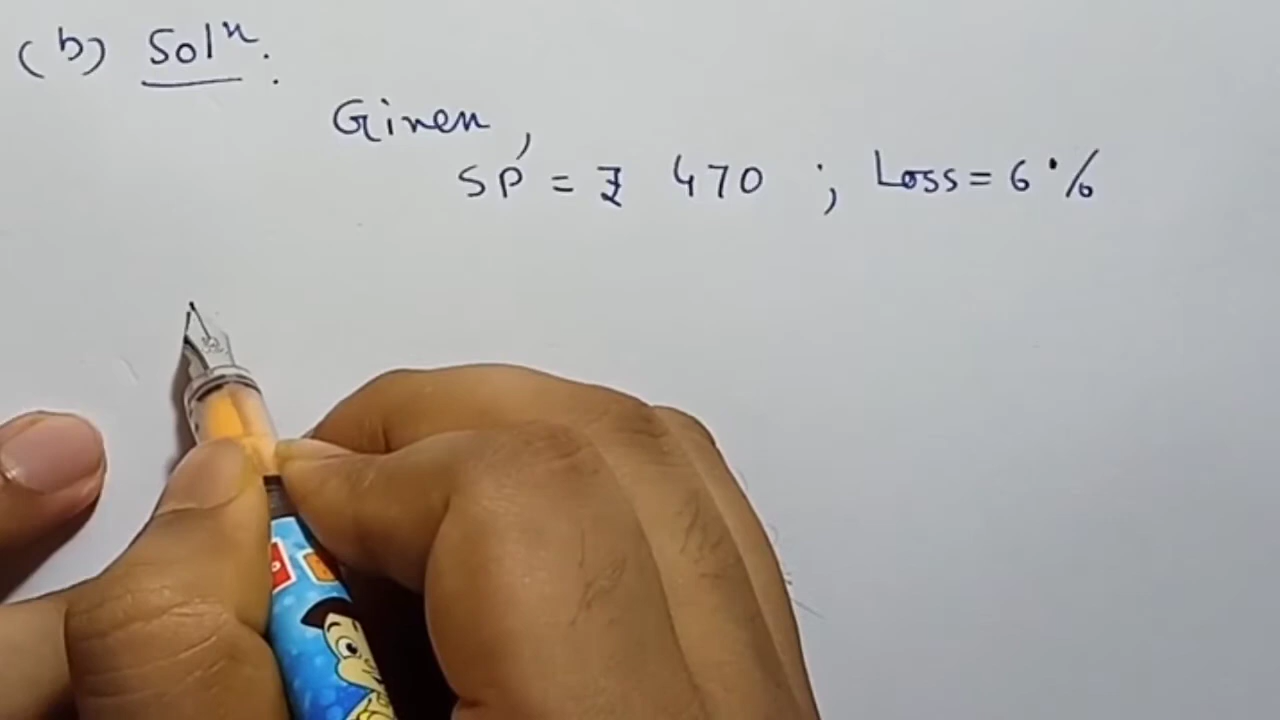 (b) Solⁿ.
Given,
SP = ₹ 470 ; Loss = 6 %